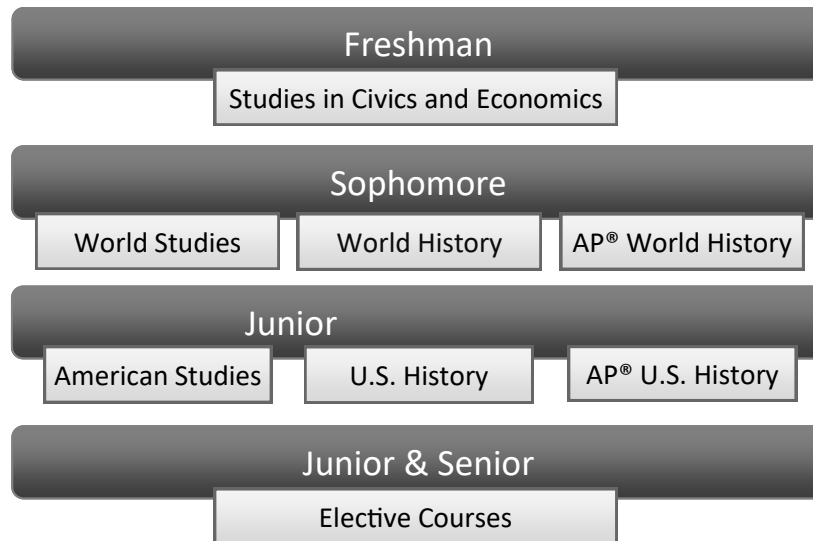 Freshman
Studies in Civics and Economics
Sophomore
World Studies
World History
AP® World History
Junior
American Studies
U.S. History
AP® U.S. History
Junior & Senior
Elective Courses